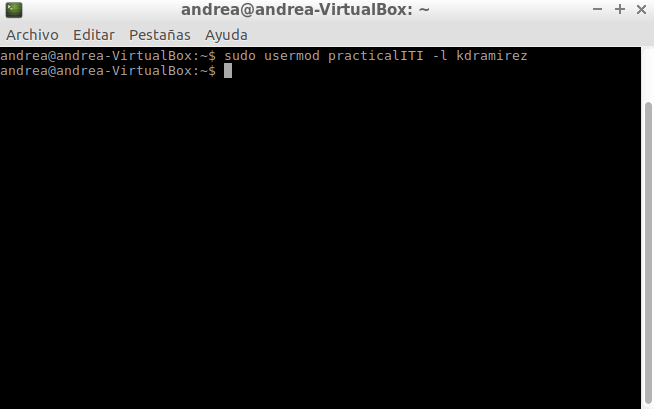 andrea@andrea-VirtualBox: ~
Archivo Editar Pestañas Ayuda
andrea@andrea-VirtualBox:~$ sudo usermod practicalITI -l kdramirez
andrea@andrea-VirtualBox:~$